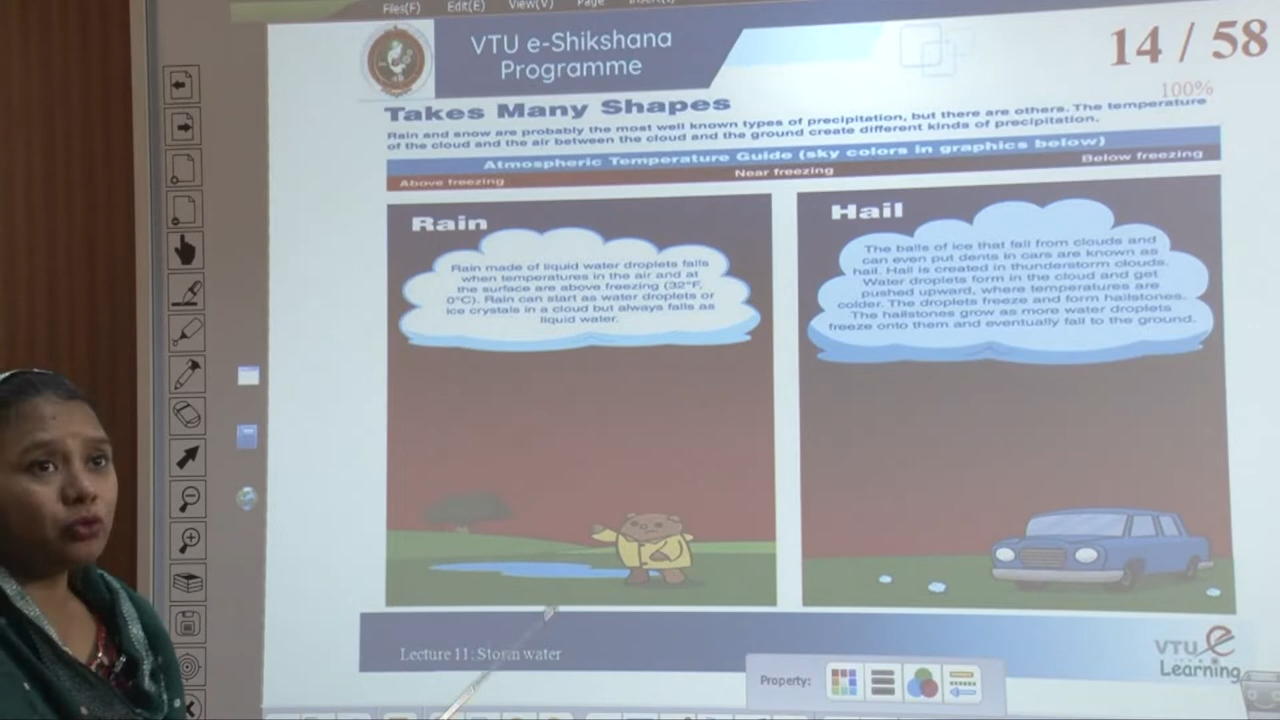 Files(F) Edit(E) View(V) Page
VTU e-Shikshana
Programme
14 / 58
100%
Takes Many Shapes
Rain and snow are probably the most well known types of precipitation, but there are others. The temperature
of the cloud and the air between the cloud and the ground create different kinds of precipitation.
Atmospheric Temperature Guide (sky colors in graphics below)
Above freezing Near freezing Below freezing
Rain
Rain made of liquid water droplets falls
when temperatures in the air and at
the surface are above freezing (32°F,
0°C). Rain can start as water droplets or
ice crystals in a cloud but always falls as
liquid water.
Hail
The balls of ice that fall from clouds and
can even put dents in cars are known as
hail. Hail is created in thunderstorm clouds.
Water droplets form in the cloud and get
pushed upward, where temperatures are
colder. The droplets freeze and form hailstones.
The hailstones grow as more water droplets
freeze onto them and eventually fall to the ground.
Lecture 11: Storm water
VTU e
Learning
Property: